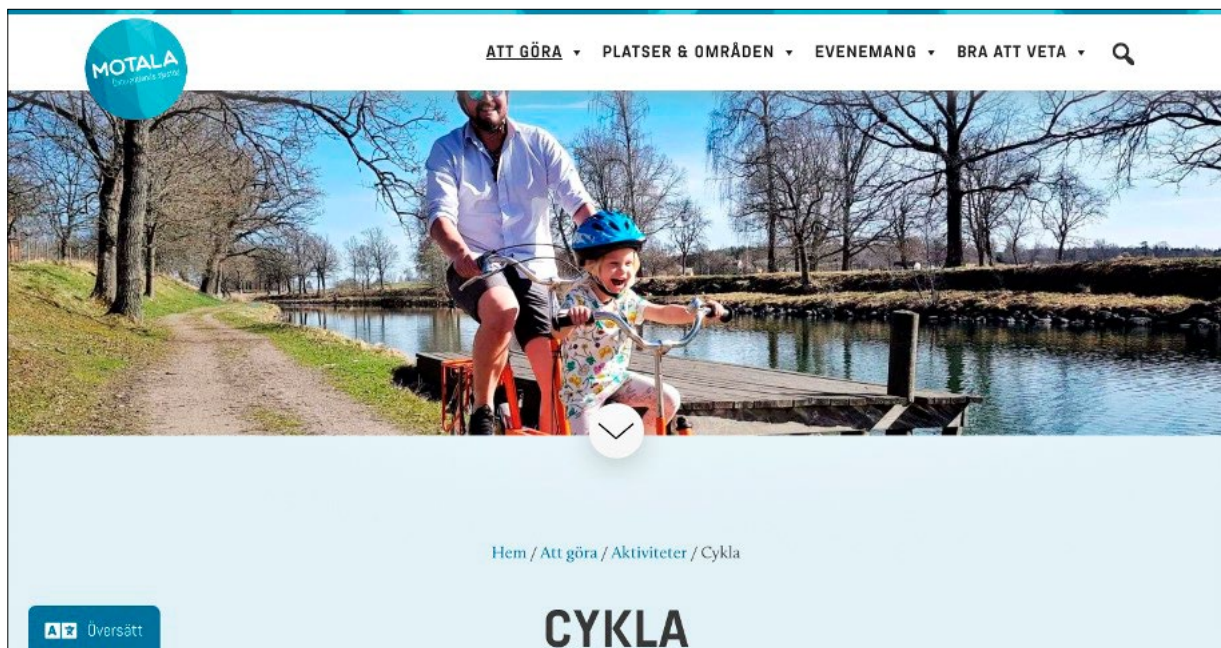 MOTALA
ATT GÖRA ▾ PLATSER & OMRÅDEN ▾ EVENEMANG ▾ BRA ATT VETA ▾
Hem / Att göra / Aktiviteter / Cykla
Översätt
CYKLA